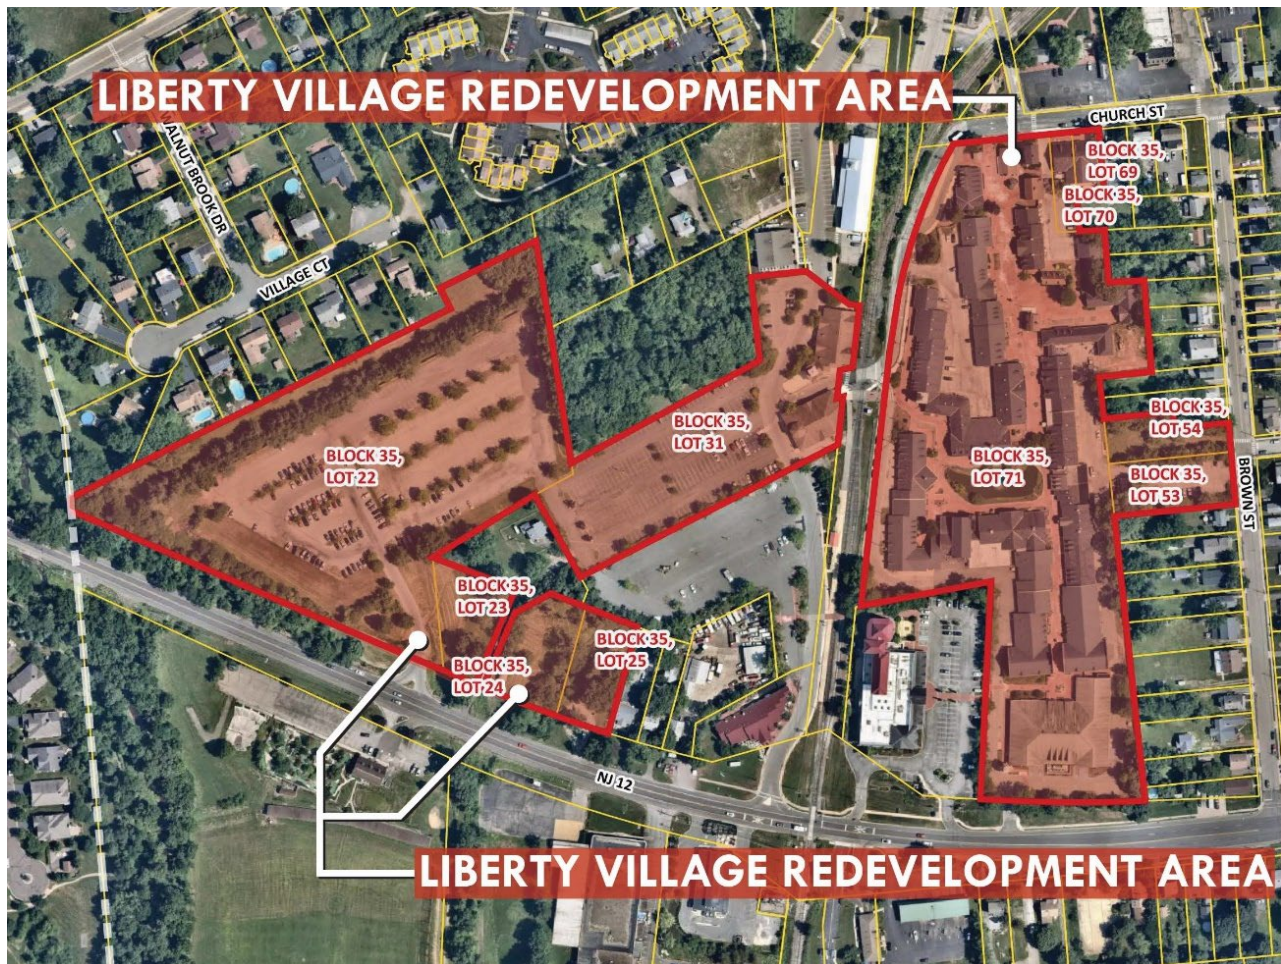 LIBERTY VILLAGE REDEVELOPMENT AREA
CHURCH ST
BLOCK 35,
LOT 69
BLOCK 35,
LOT 70
WALNUT BROOK DR
VILLAGE CT
BLOCK 35,
LOT 22
BLOCK 35,
LOT 31
BLOCK 35,
LOT 71
BLOCK 35,
LOT 54
BLOCK 35,
LOT 53
BROWN ST
BLOCK 35,
LOT 23
BLOCK 35,
LOT 24
BLOCK 35,
LOT 25
NJ 12
LIBERTY VILLAGE REDEVELOPMENT AREA